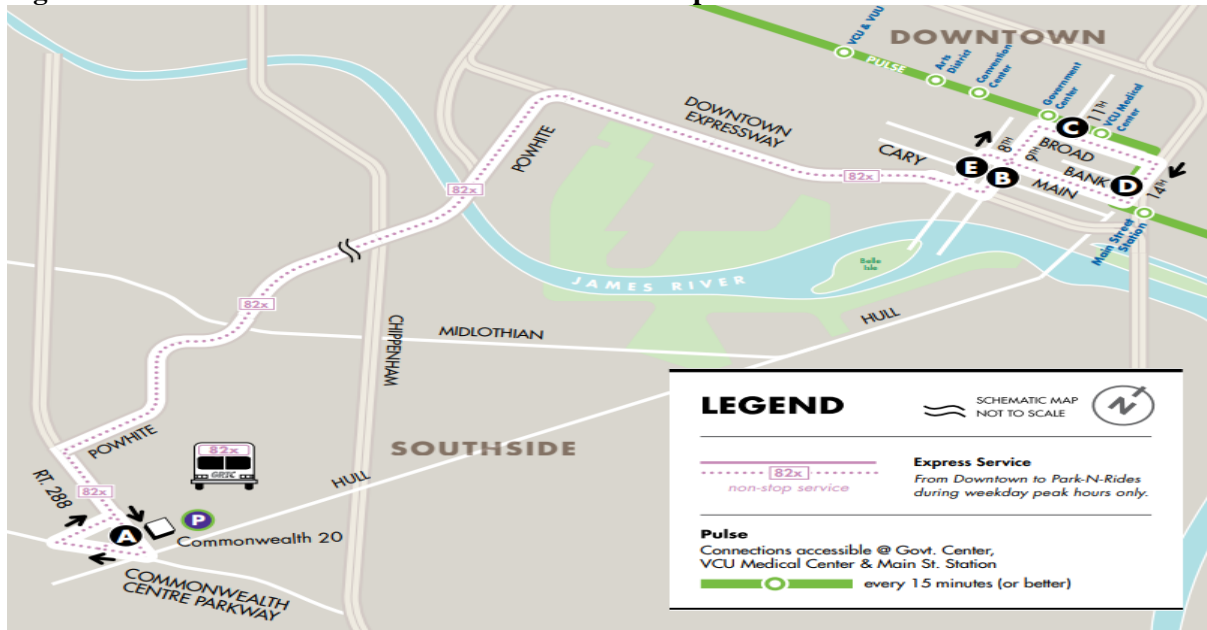 DOWNTOWN
VCU & VUU
PULSE
Arts
District
Convention
Center
Government
Center
11TH
C
VCU Medical
Center
DOWNTOWN
EXPRESSWAY
POWHITE
CARY
8TH
9TH
BROAD
BANK
MAIN
E
B
D
14TH
82x
82x
Main Street
Station
Belle
Isle
JAMES RIVER
HULL
82x
MIDLOTHIAN
CHIPPENHAM
POWHITE
SOUTHSIDE
82x
GRTC
HULL
RT. 288
82x
A
P
Commonwealth 20
COMMONWEALTH
CENTRE PARKWAY
LEGEND
SCHEMATIC MAP
NOT TO SCALE
N
82x
non-stop service
Express Service
From Downtown to Park-N-Rides
during weekday peak hours only.
Pulse
Connections accessible @ Govt. Center,
VCU Medical Center & Main St. Station
every 15 minutes (or better)